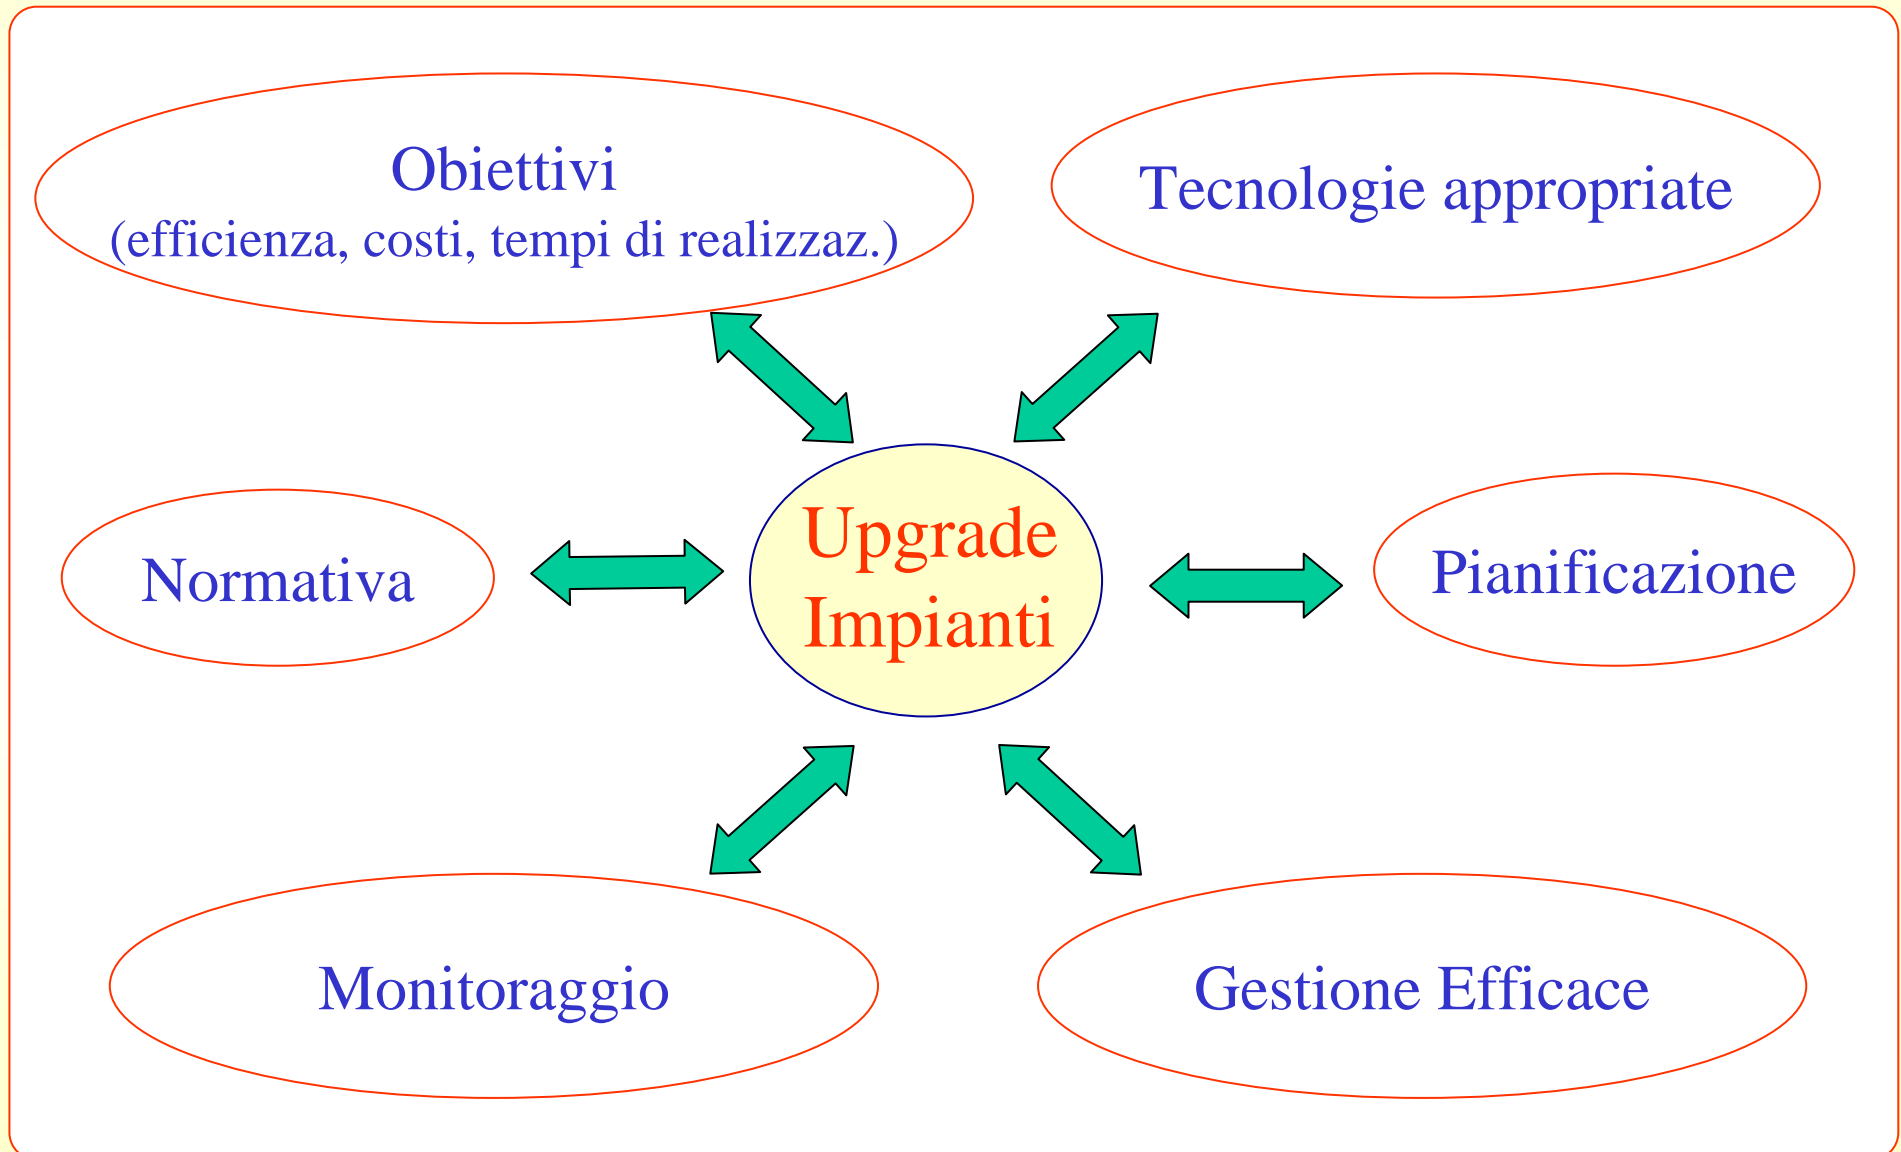 Obiettivi
(efficienza, costi, tempi di realizzaz.)
Tecnologie appropriate
Normativa
Upgrade
Impianti
Pianificazione
Monitoraggio
Gestione Efficace